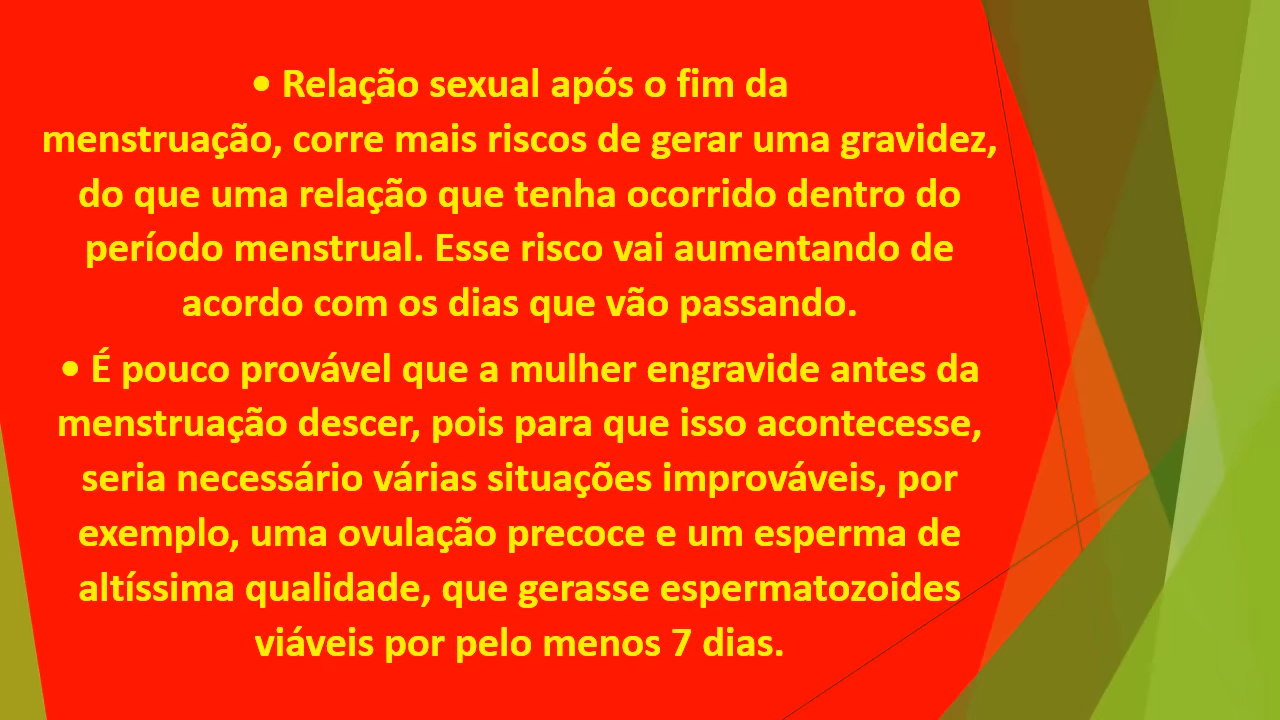 • Relação sexual após o fim da
menstruação, corre mais riscos de gerar uma gravidez,
do que uma relação que tenha ocorrido dentro do
período menstrual. Esse risco vai aumentando de
acordo com os dias que vão passando.
• É pouco provável que a mulher engravide antes da
menstruação descer, pois para que isso acontecesse,
seria necessário várias situações improváveis, por
exemplo, uma ovulação precoce e um esperma de
altíssima qualidade, que gerasse espermatozoides
viáveis por pelo menos 7 dias.